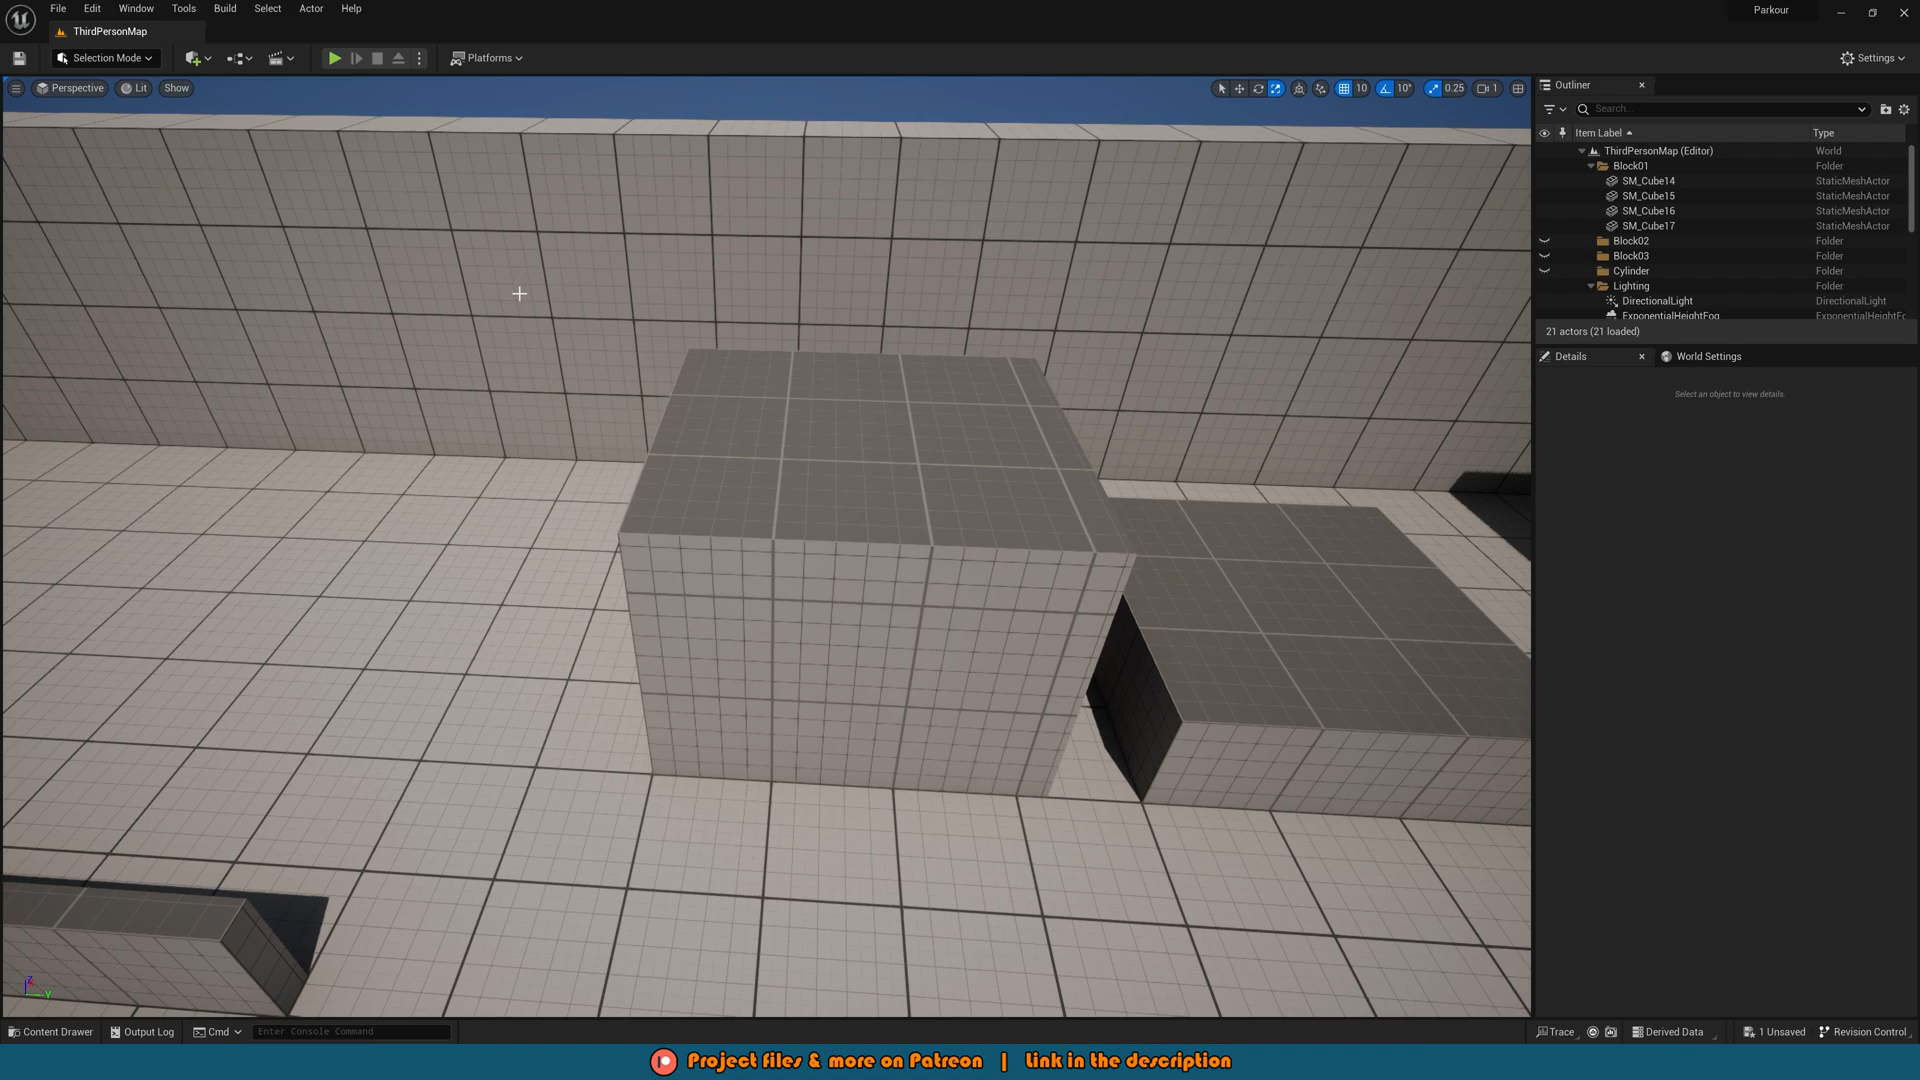 File Edit Window Tools Build Select Actor Help
Parkour
ThirdPersonMap
Selection Mode
Platforms
Settings
Perspective Lit Show
10 10° 0.25 1
Outliner
Search...
Item Label Type
ThirdPersonMap (Editor) World
Block01 Folder
SM_Cube14 StaticMeshActor
SM_Cube15 StaticMeshActor
SM_Cube16 StaticMeshActor
SM_Cube17 StaticMeshActor
Block02 Folder
Block03 Folder
Cylinder Folder
Lighting Folder
DirectionalLight DirectionalLight
ExponentialHeightFog ExponentialHeightFo
21 actors (21 loaded)
Details World Settings
Select an object to view details.
Z
Y
Content Drawer Output Log Cmd Enter Console Command
Trace Derived Data 1 Unsaved Revision Control
Project files & more on Patreon | Link in the description